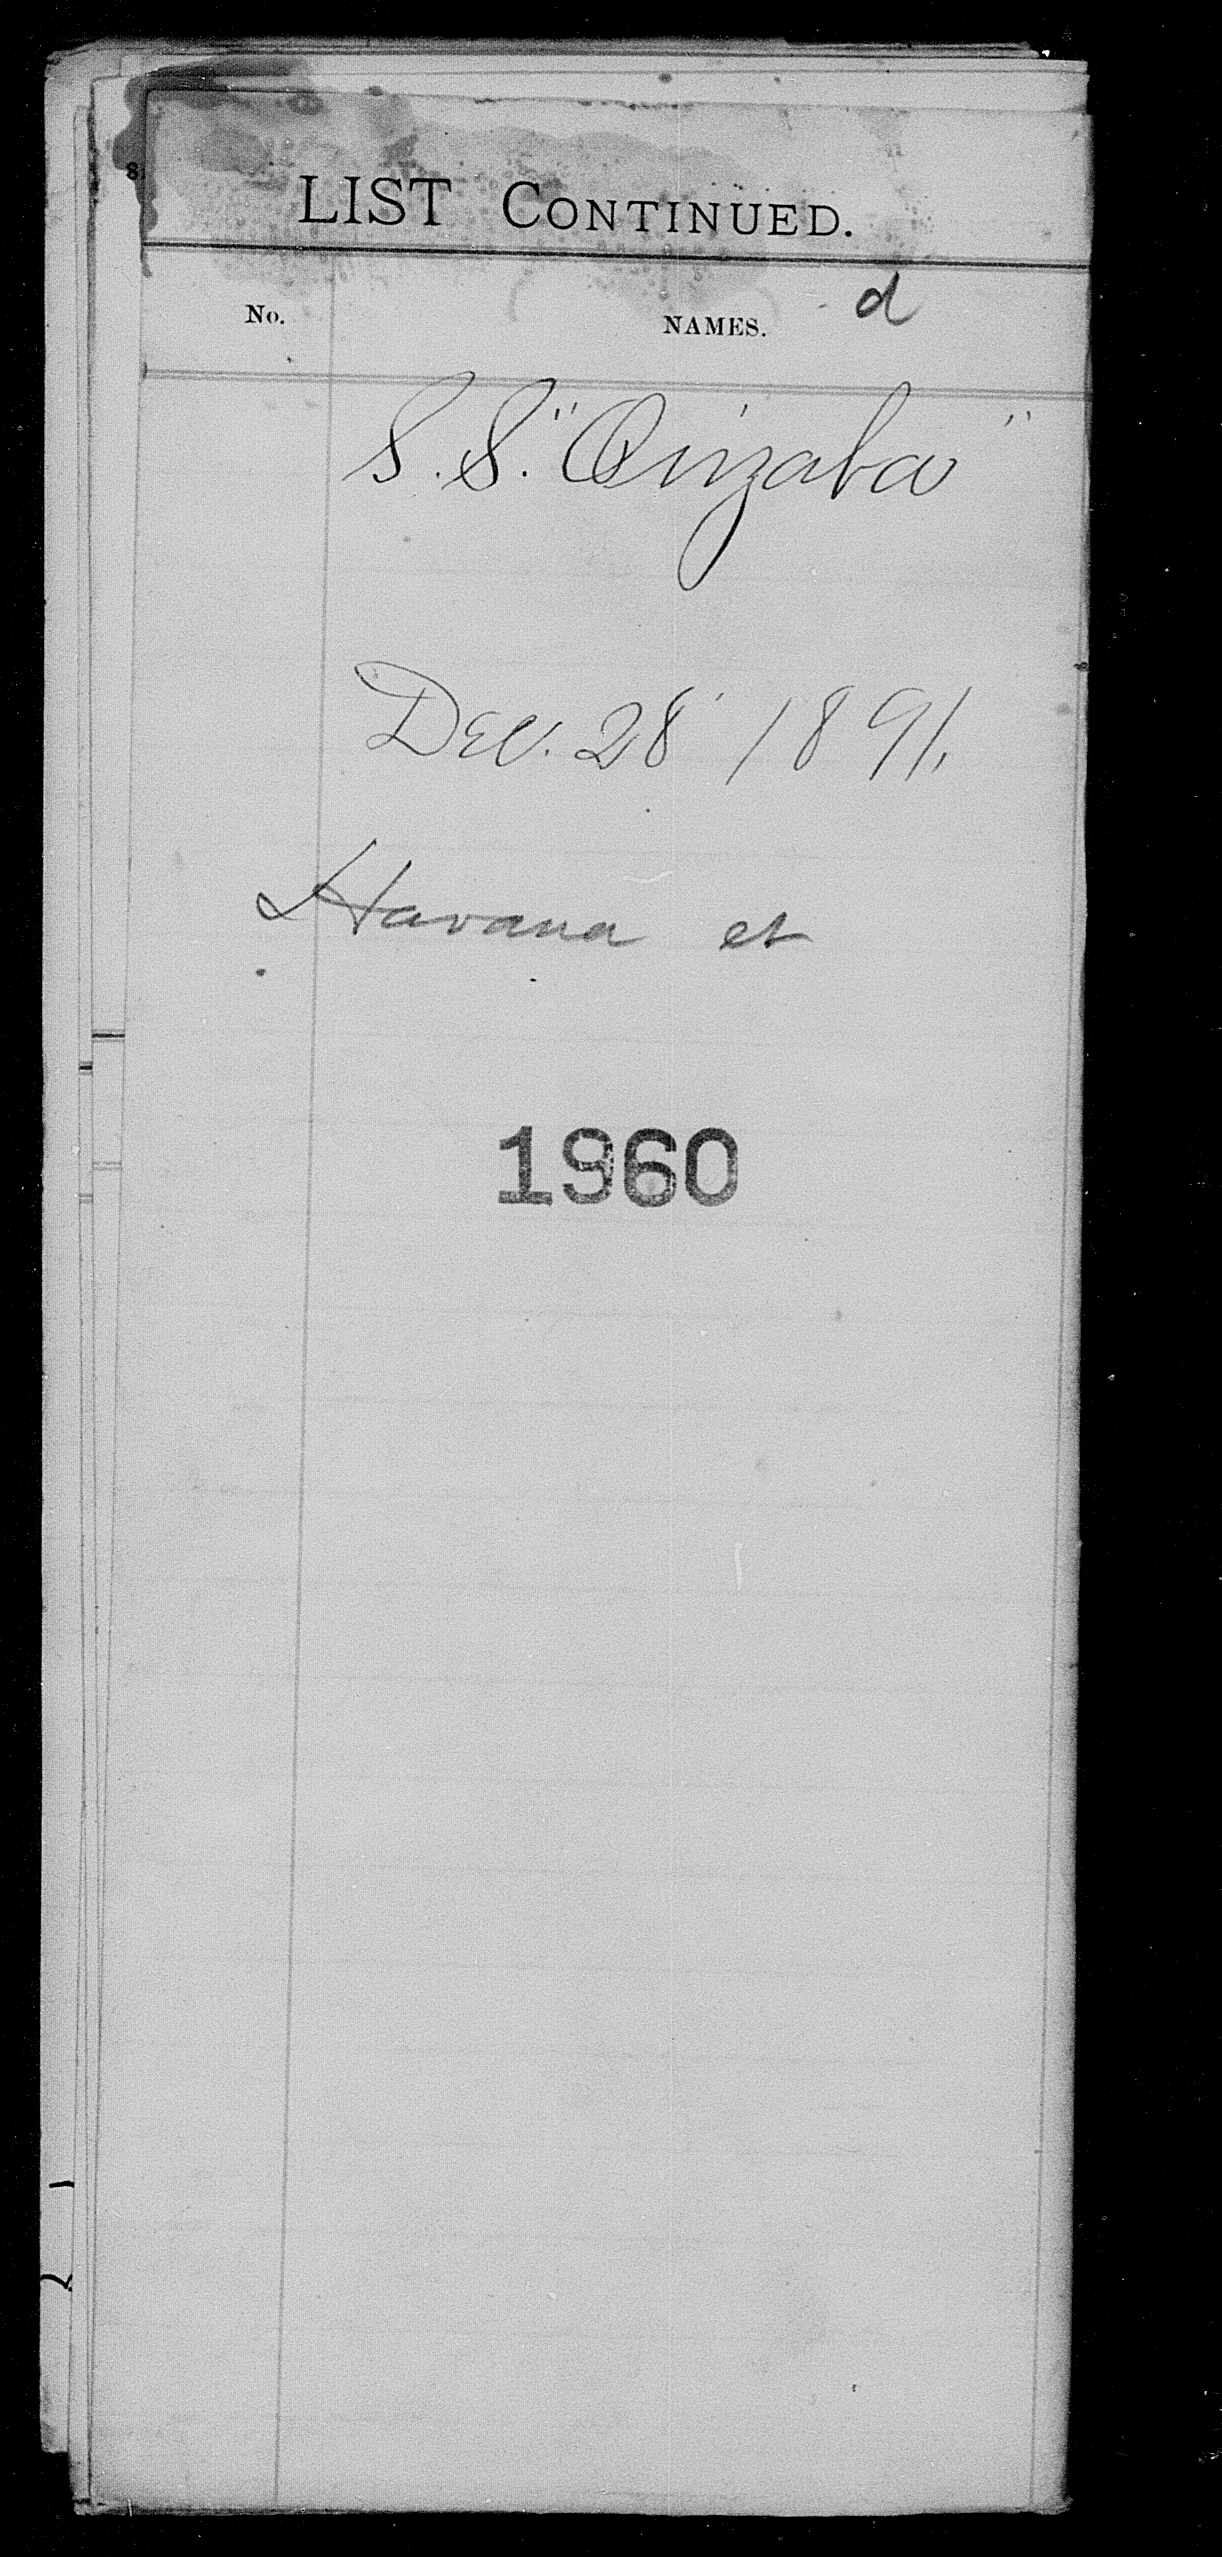 LIST CONTINUED.
d
No. NAMES.
S. S. "Orizaba"
Dec. 28 1891.
Havana et
1960